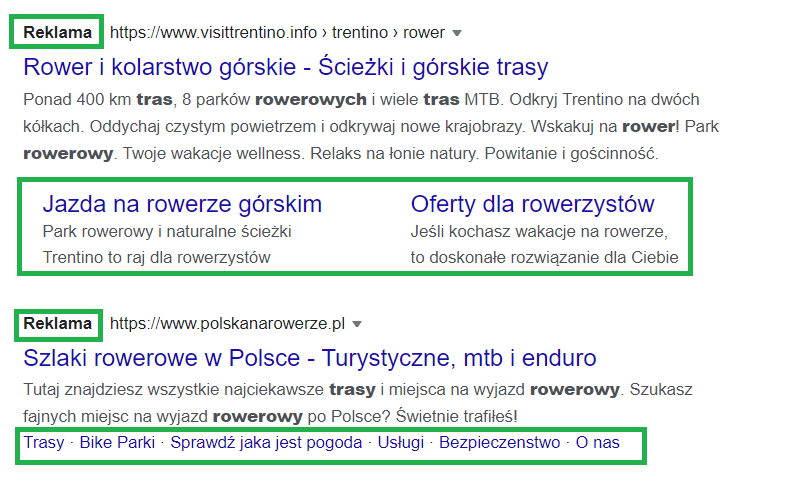 Reklama https://www.visittrentino.info › trentino › rower
Rower i kolarstwo górskie - Ścieżki i górskie trasy
Ponad 400 km tras, 8 parków rowerowych i wiele tras MTB. Odkryj Trentino na dwóch
kółkach. Oddychaj czystym powietrzem i odkrywaj nowe krajobrazy. Wskakuj na rower! Park
rowerowy. Twoje wakacje wellness. Relaks na łonie natury. Powitanie i gościnność.
Jazda na rowerze górskim
Park rowerowy i naturalne ścieżki
Trentino to raj dla rowerzystów
Oferty dla rowerzystów
Jeśli kochasz wakacje na rowerze,
to doskonałe rozwiązanie dla Ciebie
Reklama https://www.polskanarowerze.pl
Szlaki rowerowe w Polsce - Turystyczne, mtb i enduro
Tutaj znajdziesz wszystkie najciekawsze trasy i miejsca na wyjazd rowerowy. Szukasz
fajnych miejsc na wyjazd rowerowy po Polsce? Świetnie trafiłeś!
Trasy · Bike Parki · Sprawdź jaka jest pogoda · Usługi · Bezpieczenstwo · O nas